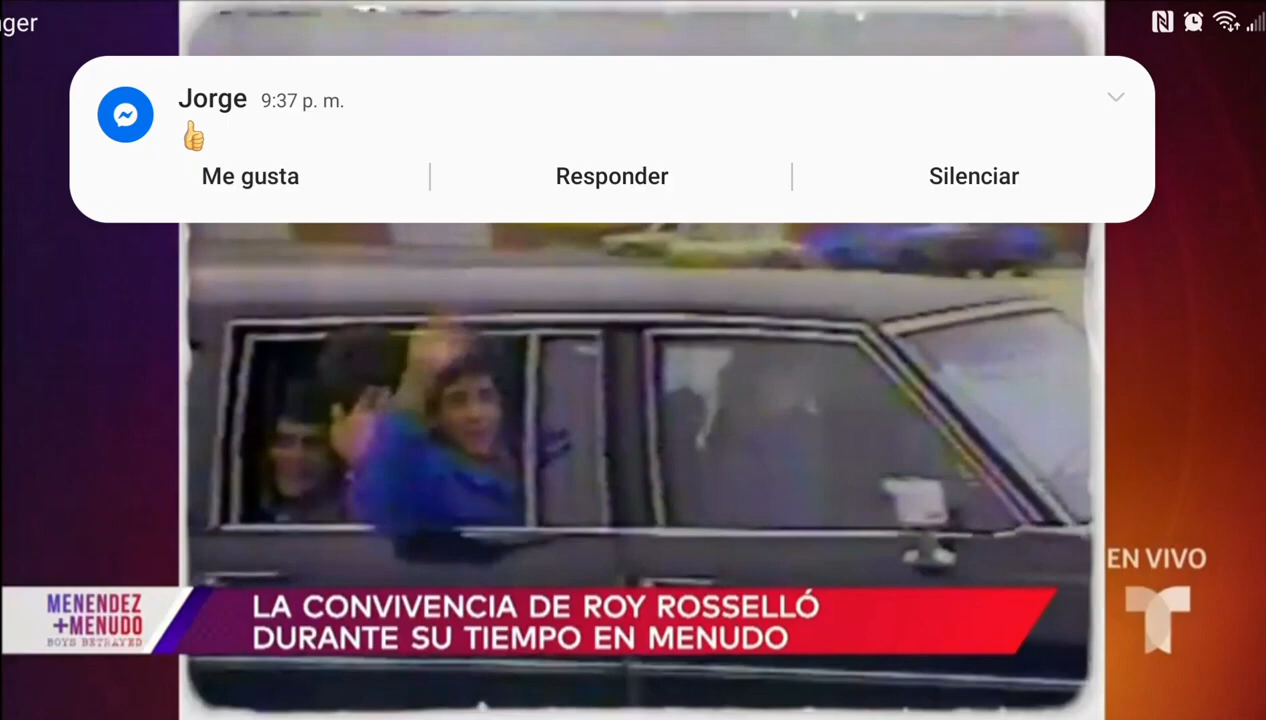 ger
Jorge 9:37 p. m.
👍
Me gusta
Responder
Silenciar
EN VIVO
MENENDEZ
+MENUDO
BOYS BETRAYED
LA CONVIVENCIA DE ROY ROSSELLÓ
DURANTE SU TIEMPO EN MENUDO